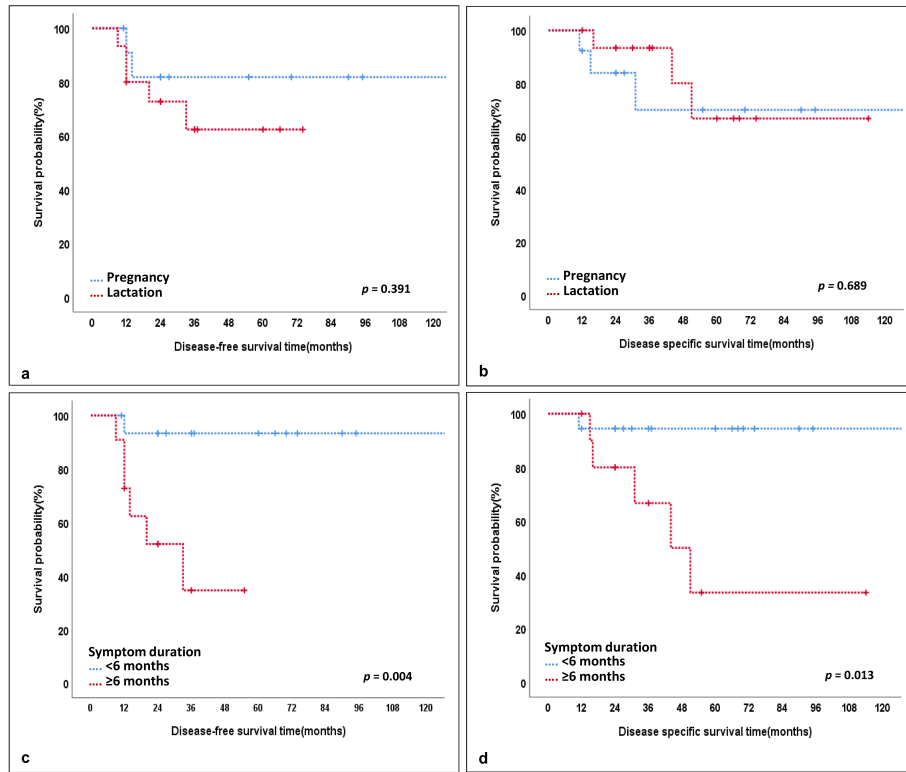 100
80
60
40
20
0
Survival probability(%)
Pregnancy
Lactation
p = 0.391
0 12 24 36 48 60 72 84 96 108 120
Disease-free survival time(months)
a
100
80
60
40
20
0
Survival probability(%)
Pregnancy
Lactation
p = 0.689
0 12 24 36 48 60 72 84 96 108 120
Disease specific survival time(months)
b
100
80
60
40
20
0
Survival probability(%)
Symptom duration
<6 months
≥6 months
p = 0.004
0 12 24 36 48 60 72 84 96 108 120
Disease-free survival time(months)
c
100
80
60
40
20
0
Survival probability(%)
Symptom duration
<6 months
≥6 months
p = 0.013
0 12 24 36 48 60 72 84 96 108 120
Disease specific survival time(months)
d